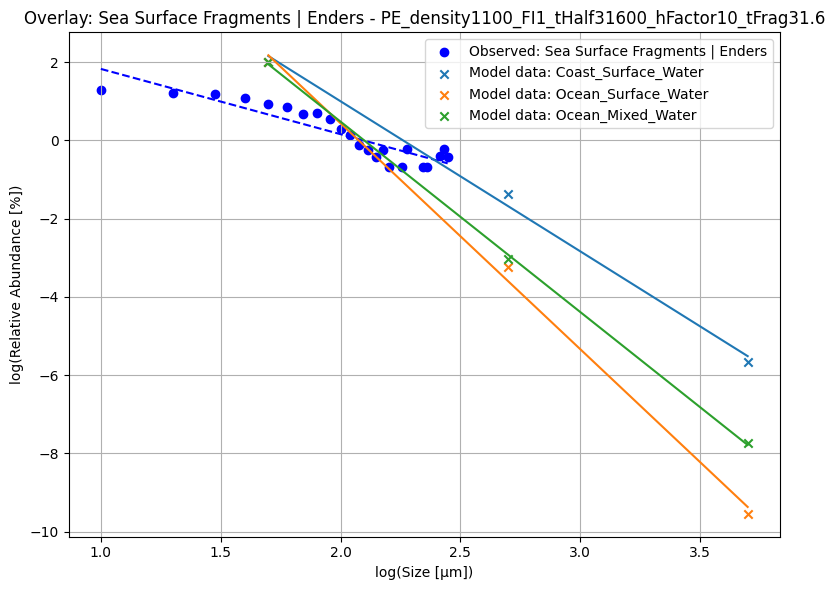 Overlay: Sea Surface Fragments | Enders - PE_density1100_FI1_tHalf31600_hFactor10_tFrag31.6
Observed: Sea Surface Fragments | Enders
Model data: Coast_Surface_Water
Model data: Ocean_Surface_Water
Model data: Ocean_Mixed_Water
log(Relative Abundance [%])
2
0
−2
−4
−6
−8
−10
1.0 1.5 2.0 2.5 3.0 3.5
log(Size [µm])